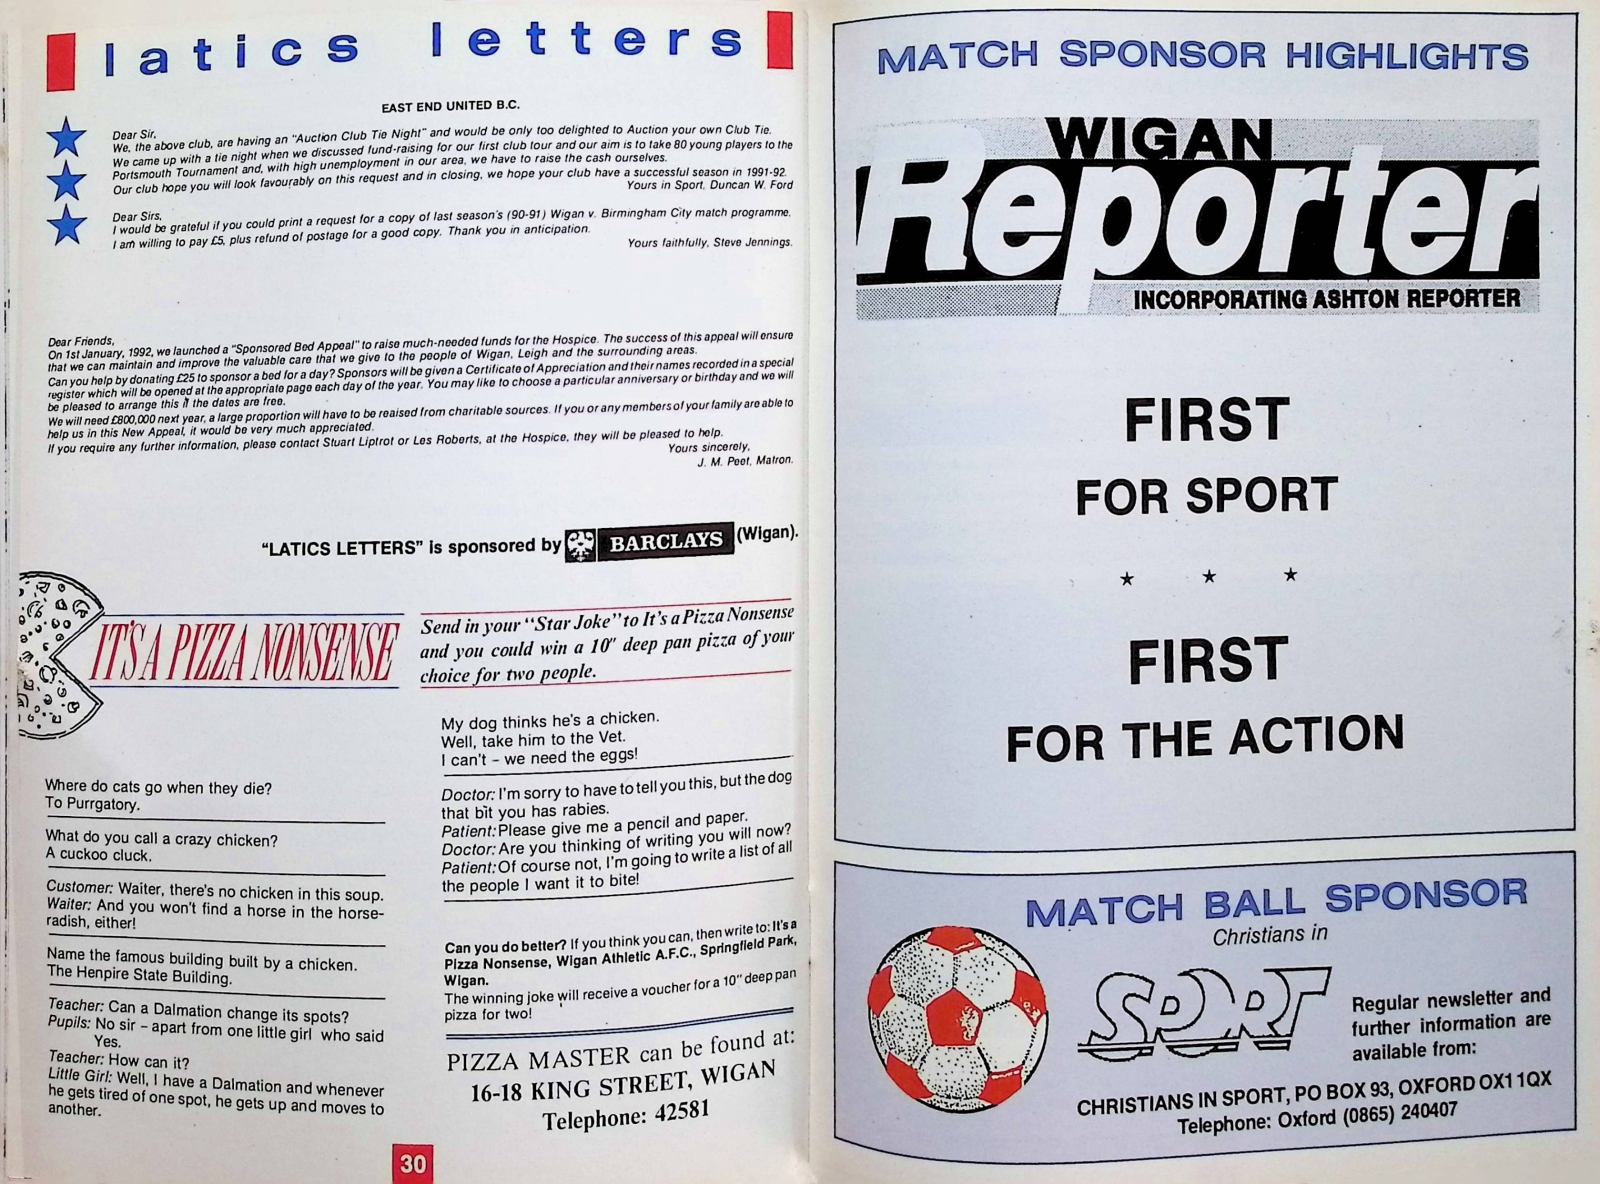 latics letters
EAST END UNITED B.C.
Dear Sir,
We, the above club, are having an "Auction Club Tie Night" and would be only too delighted to Auction your own Club Tie.
We came up with a tie night when we discussed fund-raising for our first club tour and our aim is to take 80 young players to the
Portsmouth Tournament and, with high unemployment in our area, we have to raise the cash ourselves.
Our club hope you will look favourably on this request and in closing, we hope your club have a successful season in 1991-92.
Yours in Sport, Duncan W. Ford
Dear Sirs,
I would be grateful if you could print a request for a copy of last season's (90-91) Wigan v. Birmingham City match programme.
I am willing to pay £5, plus refund of postage for a good copy. Thank you in anticipation.
Yours faithfully, Steve Jennings.
Dear Friends,
On 1st January, 1992, we launched a "Sponsored Bed Appeal" to raise much-needed funds for the Hospice. The success of this appeal will ensure
that we can maintain and improve the valuable care that we give to the people of Wigan, Leigh and the surrounding areas.
Can you help by donating £25 to sponsor a bed for a day? Sponsors will be given a Certificate of Appreciation and their names recorded in a special
register which will be opened at the appropriate page each day of the year. You may like to choose a particular anniversary or birthday and we will
be pleased to arrange this if the dates are free.
We will need £800,000 next year, a large proportion will have to be reaised from charitable sources. If you or any members of your family are able to
help us in this New Appeal, it would be very much appreciated.
If you require any further information, please contact Stuart Liptrot or Les Roberts, at the Hospice, they will be pleased to help.
Yours sincerely,
J. M. Peet, Matron.
"LATICS LETTERS" is sponsored by BARCLAYS (Wigan).
IT'S A PIZZA NONSENSE
Send in your "Star Joke" to It's a Pizza Nonsense
and you could win a 10" deep pan pizza of your
choice for two people.
Where do cats go when they die?
To Purrgatory.
What do you call a crazy chicken?
A cuckoo cluck.
Customer: Waiter, there's no chicken in this soup.
Waiter: And you won't find a horse in the horse-
radish, either!
Name the famous building built by a chicken.
The Henpire State Building.
Teacher: Can a Dalmation change its spots?
Pupils: No sir – apart from one little girl who said
Yes.
Teacher: How can it?
Little Girl: Well, I have a Dalmation and whenever
he gets tired of one spot, he gets up and moves to
another.
My dog thinks he's a chicken.
Well, take him to the Vet.
I can't – we need the eggs!
Doctor: I'm sorry to have to tell you this, but the dog
that bit you has rabies.
Patient: Please give me a pencil and paper.
Doctor: Are you thinking of writing you will now?
Patient: Of course not, I'm going to write a list of all
the people I want it to bite!
Can you do better? If you think you can, then write to: It's a
Pizza Nonsense, Wigan Athletic A.F.C., Springfield Park,
Wigan.
The winning joke will receive a voucher for a 10" deep pan
pizza for two!
PIZZA MASTER can be found at:
16-18 KING STREET, WIGAN
Telephone: 42581
30
MATCH SPONSOR HIGHLIGHTS
WIGAN
Reporter
INCORPORATING ASHTON REPORTER
FIRST
FOR SPORT
★ ★ ★
FIRST
FOR THE ACTION
MATCH BALL SPONSOR
Christians in
SPORT
Regular newsletter and
further information are
available from:
CHRISTIANS IN SPORT, PO BOX 93, OXFORD OX1 1QX
Telephone: Oxford (0865) 240407